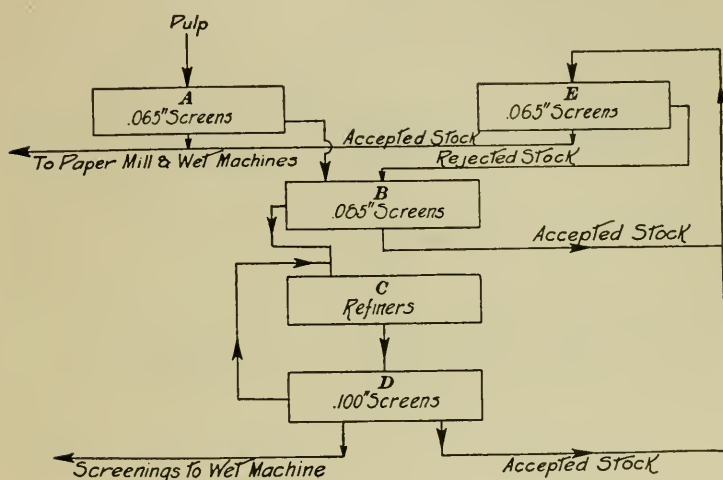 Pulp
A
.065" Screens
E
.065" Screens
Accepted Stock
To Paper Mill & Wet Machines
Rejected Stock
B
.085" Screens
Accepted Stock
C
Refiners
D
.100" Screens
Screenings to Wet Machine
Accepted Stock